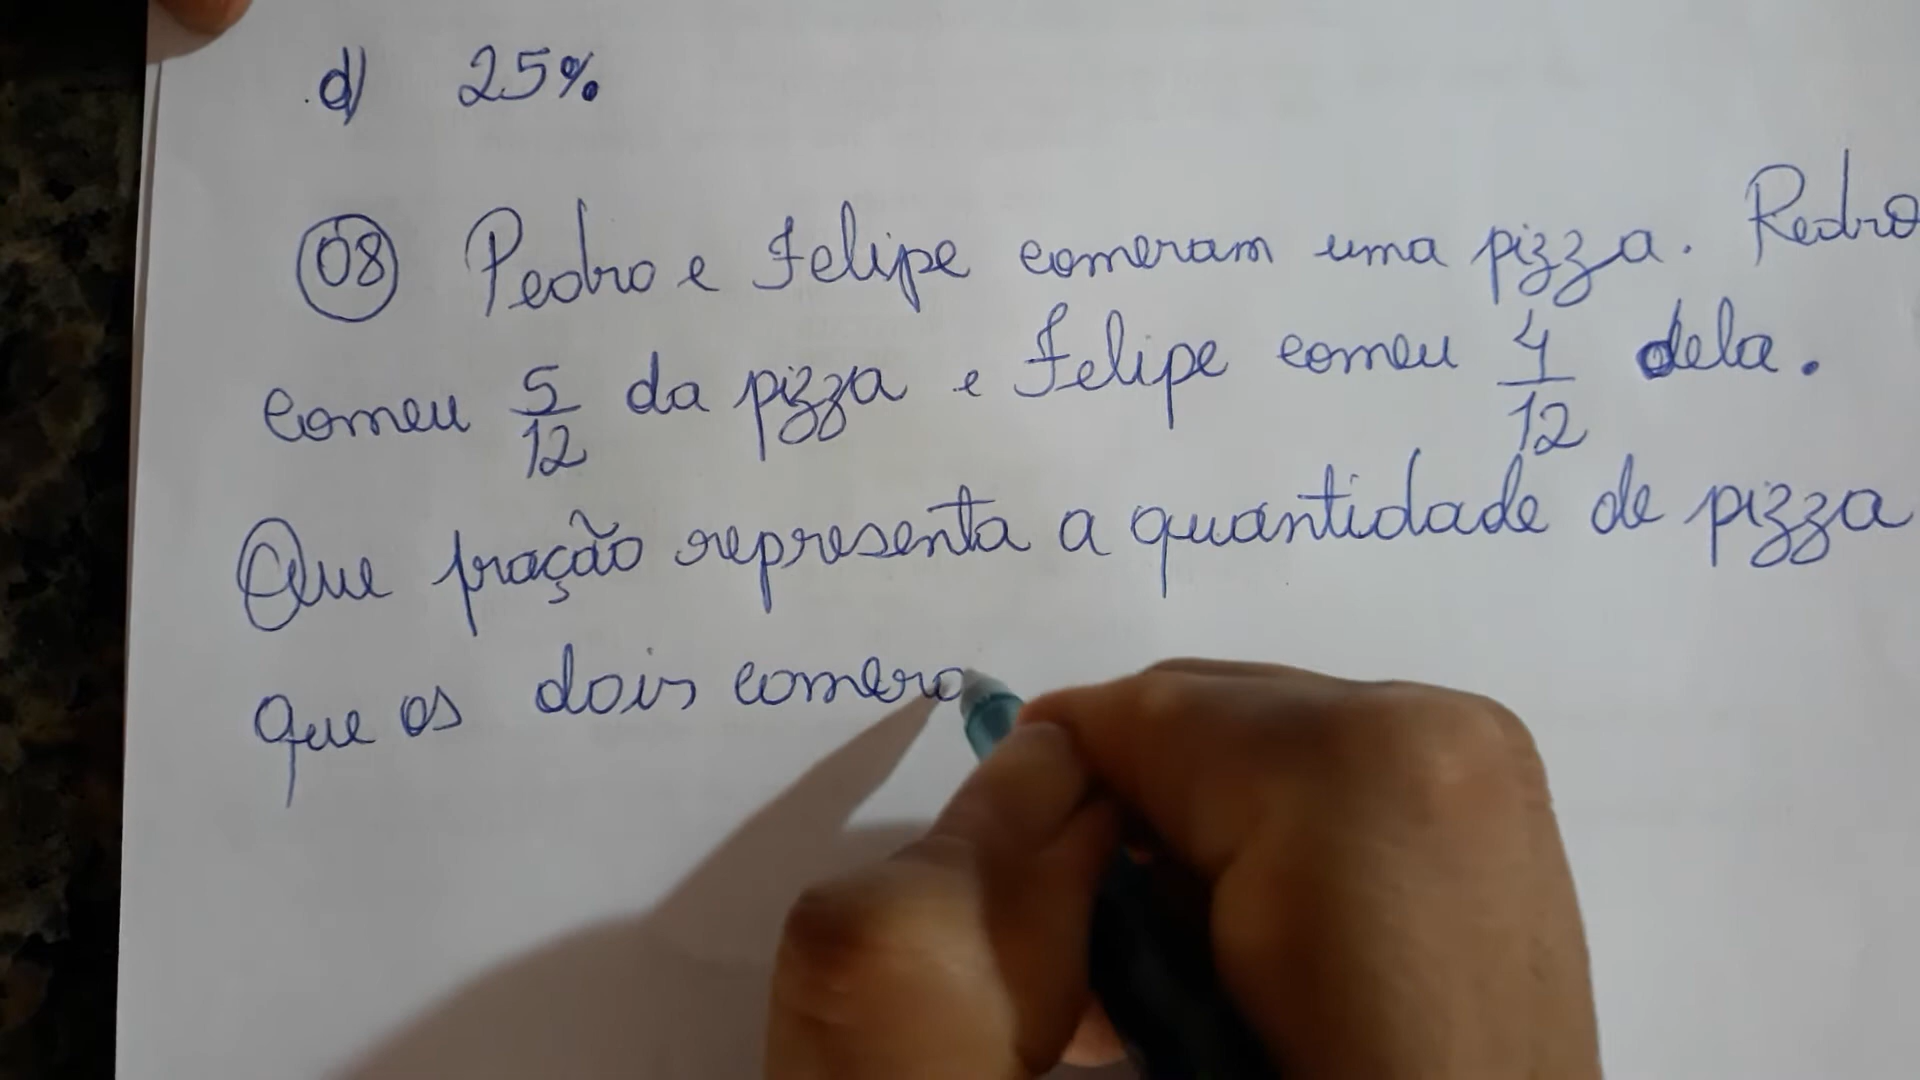 d) 25%
08 Pedro e Felipe comeram uma pizza. Pedro
comeu 5/12 da pizza e Felipe comeu 4/12 dela.
Que fração representa a quantidade de pizza
que os dois comera